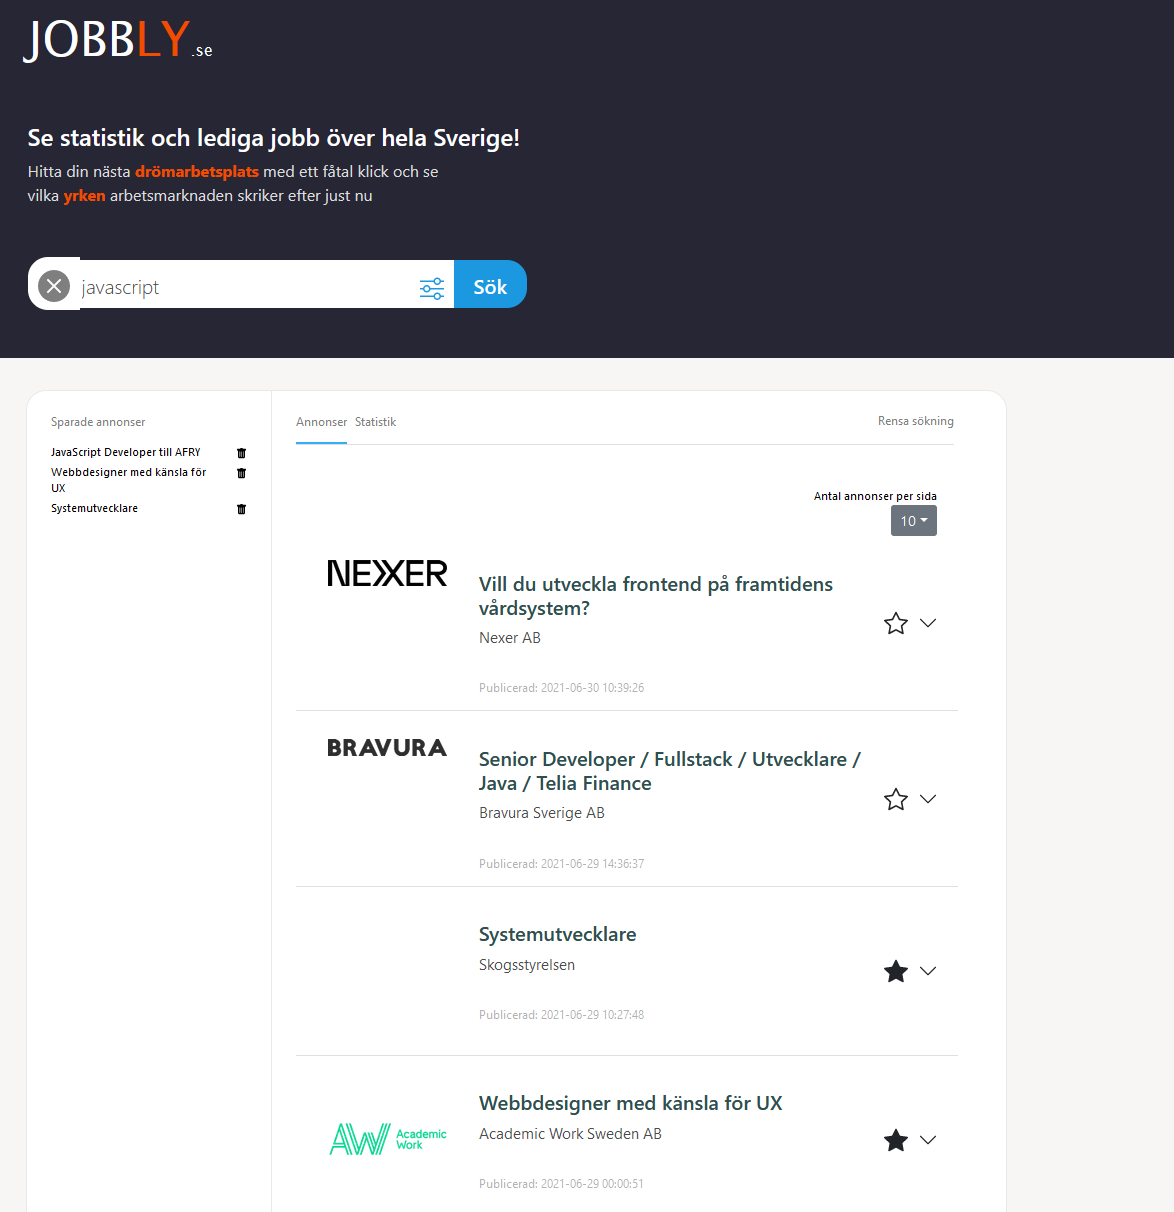 JOBBLY.se
Se statistik och lediga jobb över hela Sverige!
Hitta din nästa drömarbetsplats med ett fåtal klick och se
vilka yrken arbetsmarknaden skriker efter just nu
javascript
Sök
Sparade annonser
JavaScript Developer till AFRY
Webbdesigner med känsla för
UX
Systemutvecklare
Annonser Statistik
Rensa sökning
Antal annonser per sida
10
NEXER
Vill du utveckla frontend på framtidens
vårdsystem?
Nexer AB
Publicerad: 2021-06-30 10:39:26
BRAVURA
Senior Developer / Fullstack / Utvecklare /
Java / Telia Finance
Bravura Sverige AB
Publicerad: 2021-06-29 14:36:37
Systemutvecklare
Skogsstyrelsen
Publicerad: 2021-06-29 10:27:48
AW Academic
Work
Webbdesigner med känsla för UX
Academic Work Sweden AB
Publicerad: 2021-06-29 00:00:51